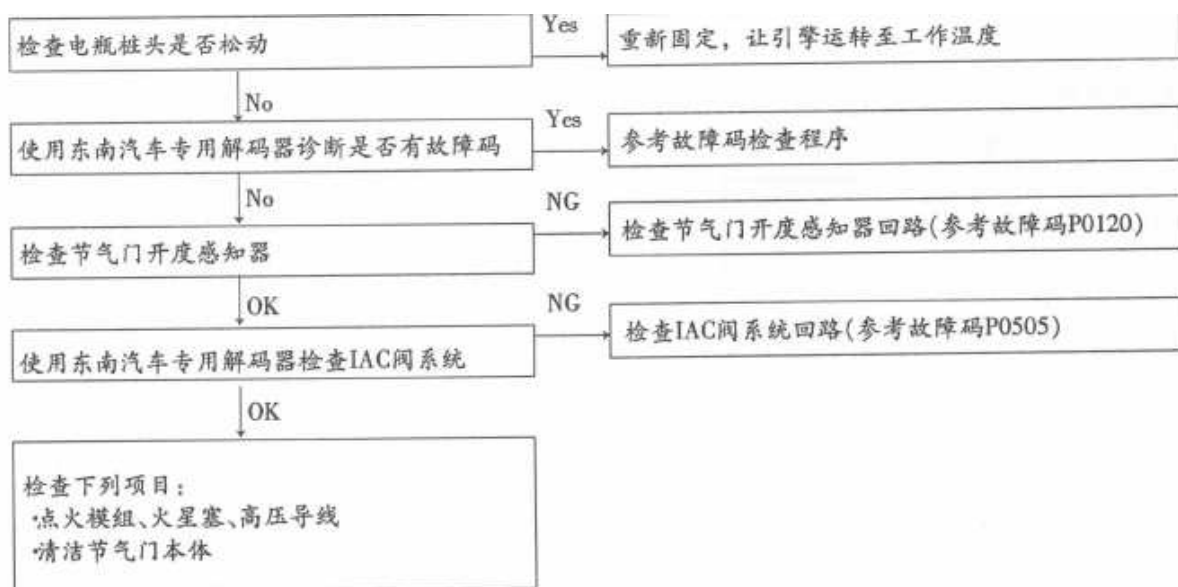 检查电瓶桩头是否松动
Yes
重新固定，让引擎运转至工作温度
No
使用东南汽车专用解码器诊断是否有故障码
Yes
参考故障码检查程序
No
检查节气门开度感知器
NG
检查节气门开度感知器回路(参考故障码P0120)
OK
使用东南汽车专用解码器检查IAC阀系统
NG
检查IAC阀系统回路(参考故障码P0505)
OK
检查下列项目：
·点火模组、火星塞、高压导线
·清洁节气门本体